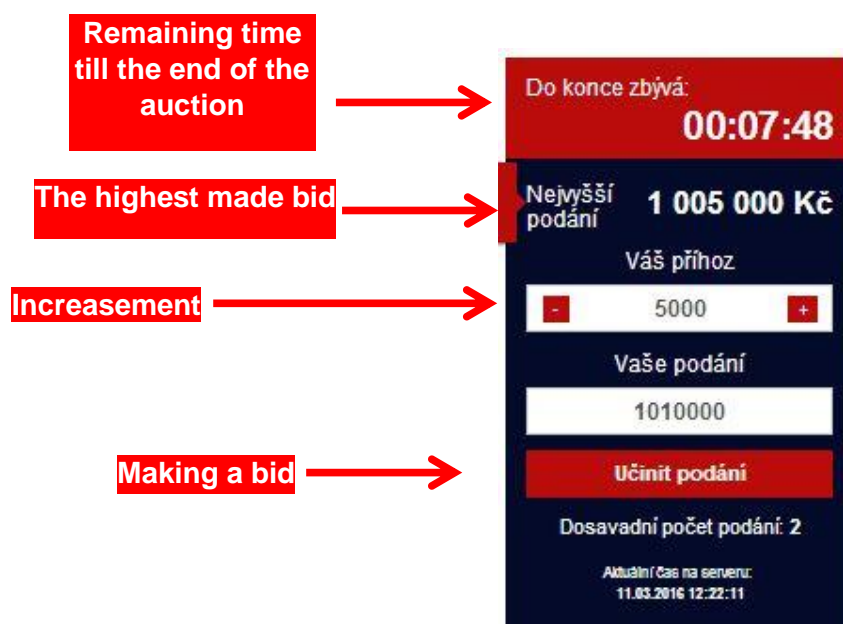 Remaining time
till the end of the
auction
Do konce zbývá:
00:07:48
The highest made bid
Nejvyšší
podání
1 005 000 Kč
Váš příhoz
Increasement
-
5000
+
Vaše podání
1010000
Making a bid
Učinit podání
Dosavadní počet podání: 2
Aktuální čas na serveru:
11.03.2016 12:22:11